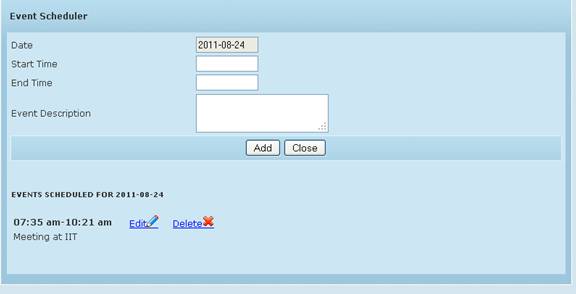 Event Scheduler
Date 2011-08-24
Start Time
End Time
Event Description
Add Close
EVENTS SCHEDULED FOR 2011-08-24
07:35 am-10:21 am Edit Delete
Meeting at IIT